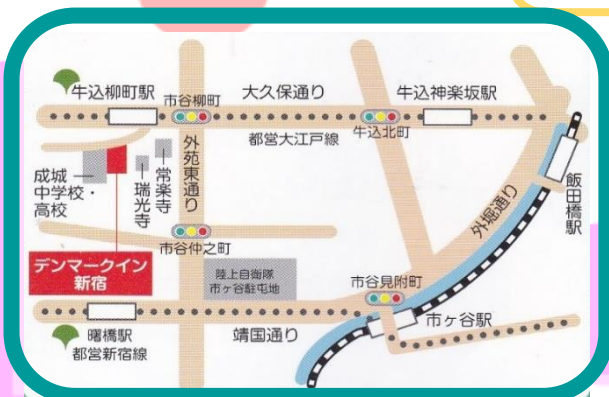 牛込柳町駅
市谷柳町
大久保通り
牛込神楽坂駅
都営大江戸線
牛込北町
成城
中学校・
高校
瑞光寺
常楽寺
外苑東通り
外堀通り
飯田橋駅
市谷仲之町
デンマークイン
新宿
陸上自衛隊
市ヶ谷駐屯地
市谷見附町
市ヶ谷駅
曙橋駅
都営新宿線
靖国通り